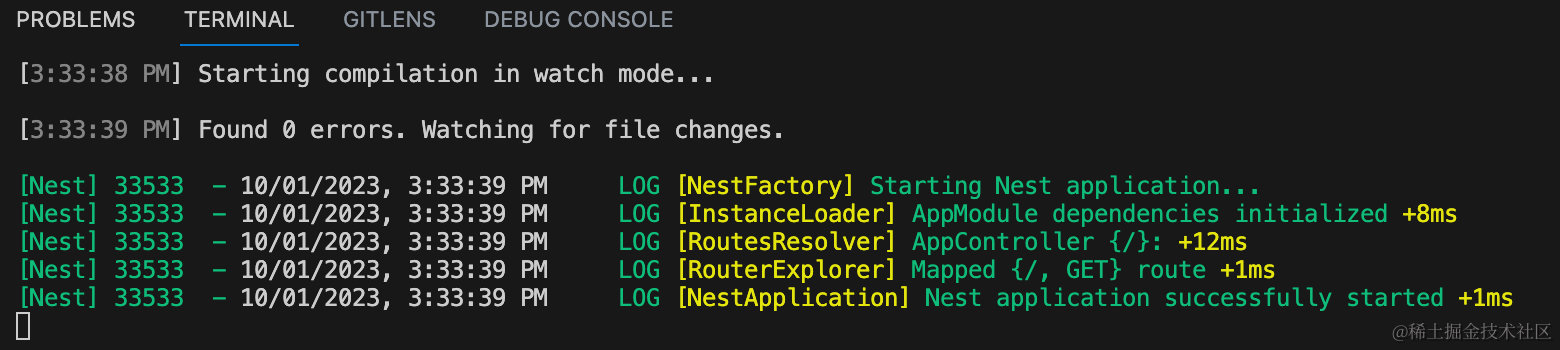 PROBLEMS TERMINAL GITLENS DEBUG CONSOLE
[3:33:38 PM] Starting compilation in watch mode...
[3:33:39 PM] Found 0 errors. Watching for file changes.
[Nest] 33533  - 10/01/2023, 3:33:39 PM     LOG [NestFactory] Starting Nest application...
[Nest] 33533  - 10/01/2023, 3:33:39 PM     LOG [InstanceLoader] AppModule dependencies initialized +8ms
[Nest] 33533  - 10/01/2023, 3:33:39 PM     LOG [RoutesResolver] AppController {/}: +12ms
[Nest] 33533  - 10/01/2023, 3:33:39 PM     LOG [RouterExplorer] Mapped {/, GET} route +1ms
[Nest] 33533  - 10/01/2023, 3:33:39 PM     LOG [NestApplication] Nest application successfully started +1ms
@稀土掘金技术社区